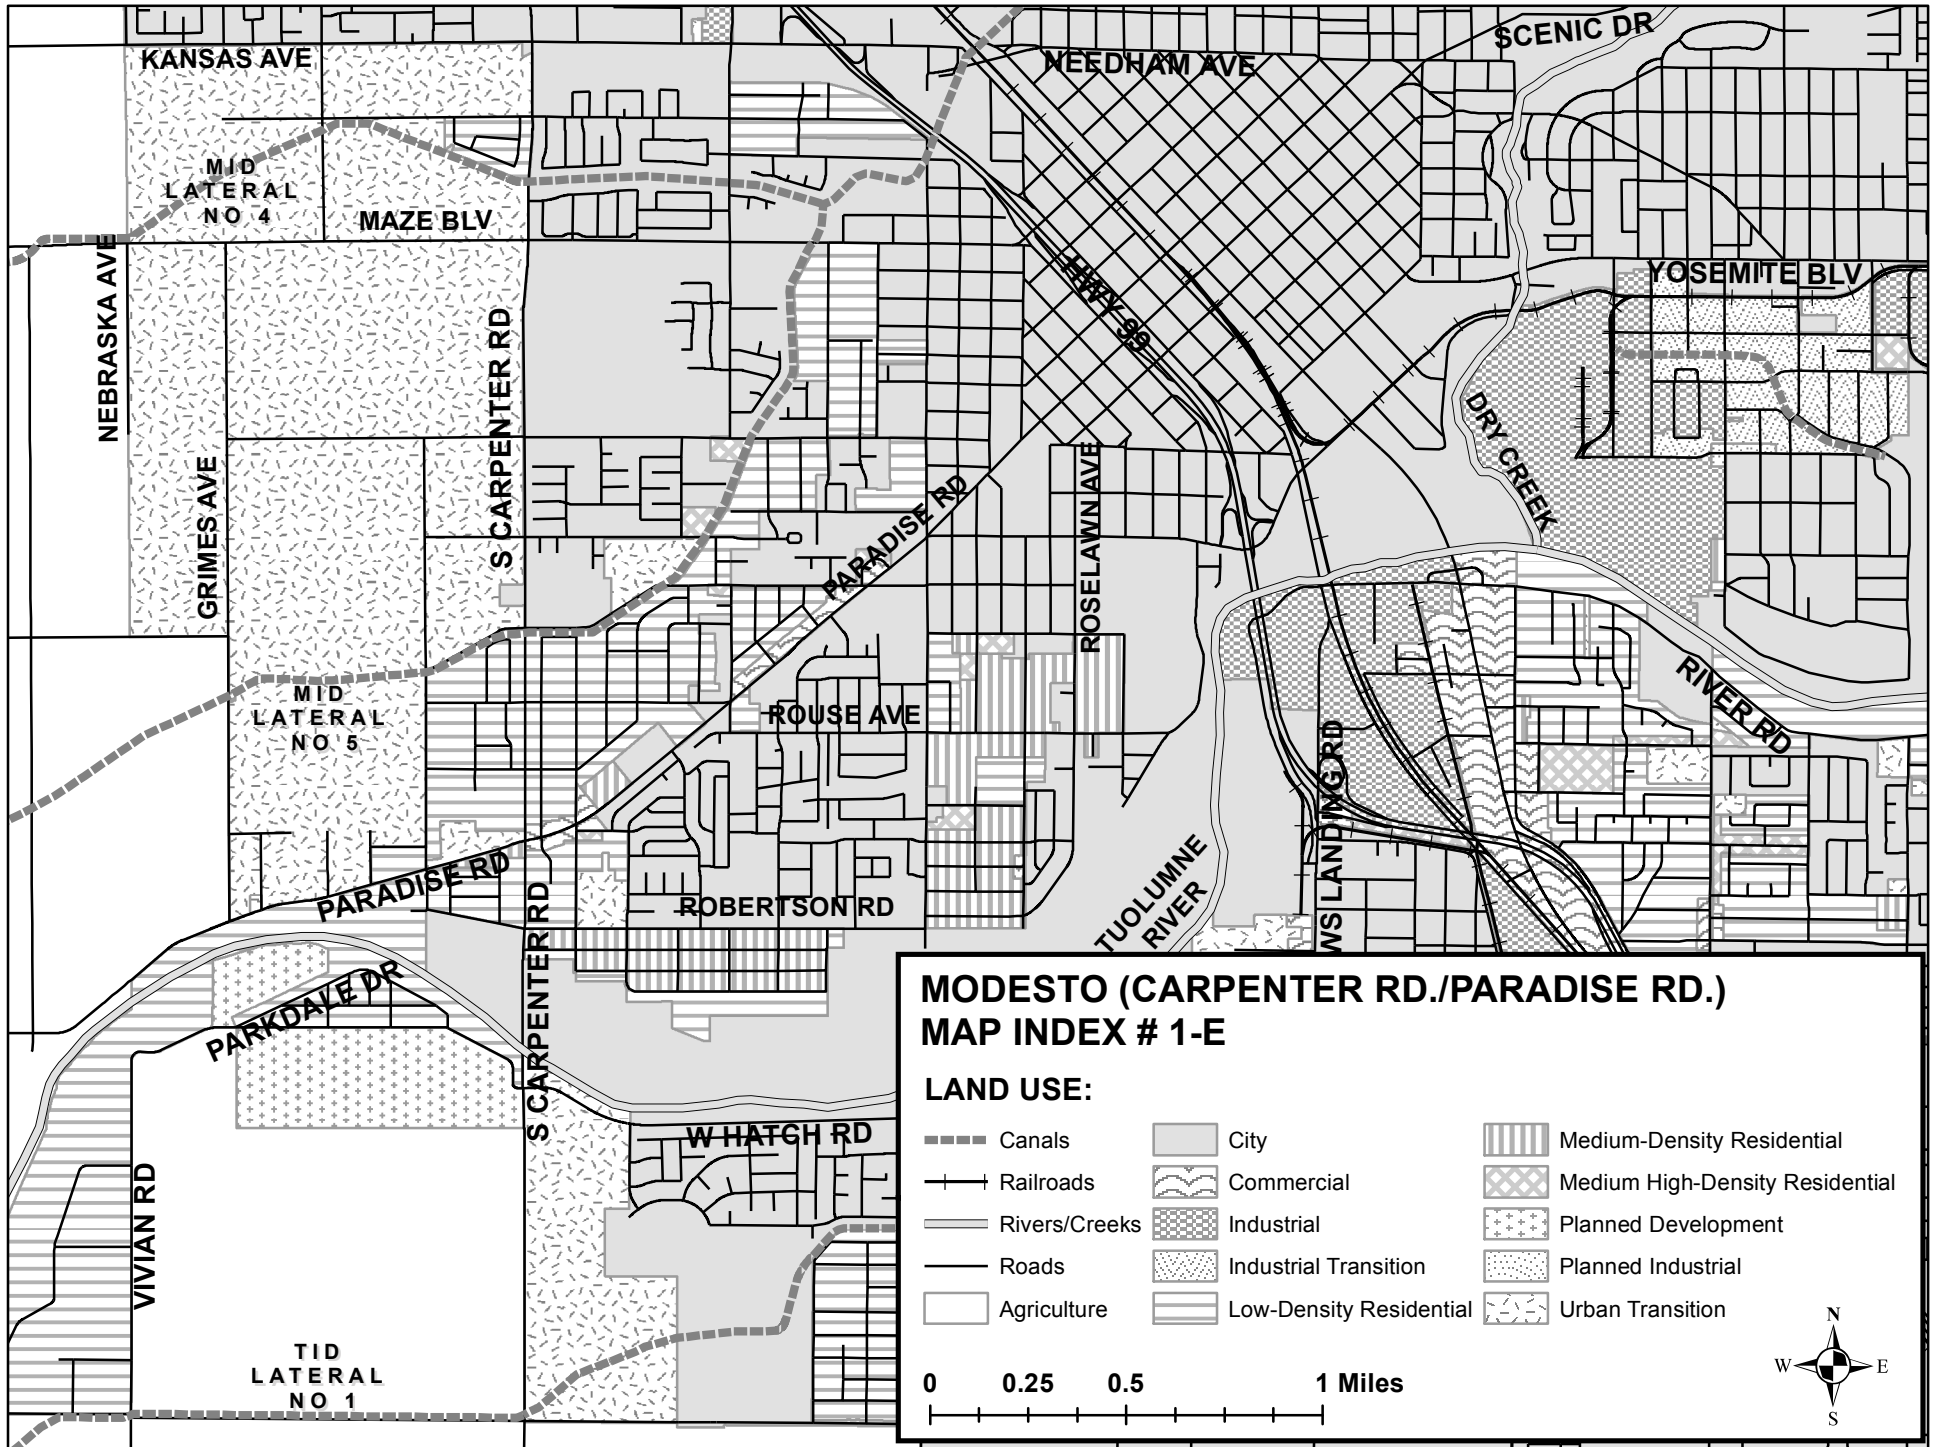 KANSAS AVE
NEEDHAM AVE
SCENIC DR
MID
LATERAL
NO 4
MAZE BLV
NEBRASKA AVE
HWY 99
YOSEMITE BLV
S CARPENTER RD
GRIMES AVE
DRY CREEK
PARADISE RD
ROSELAWN AVE
MID
LATERAL
NO 5
ROUSE AVE
RIVER RD
WS LANDING RD
PARADISE RD
ROBERTSON RD
TUOLUMNE
RIVER
S CARPENTER RD
PARKDALE DR
W HATCH RD
VIVIAN RD
TID
LATERAL
NO 1
MODESTO (CARPENTER RD./PARADISE RD.)
MAP INDEX # 1-E
LAND USE:
Canals
Railroads
Rivers/Creeks
Roads
Agriculture
City
Commercial
Industrial
Industrial Transition
Low-Density Residential
Medium-Density Residential
Medium High-Density Residential
Planned Development
Planned Industrial
Urban Transition
0 0.25 0.5 1 Miles
N
W E
S